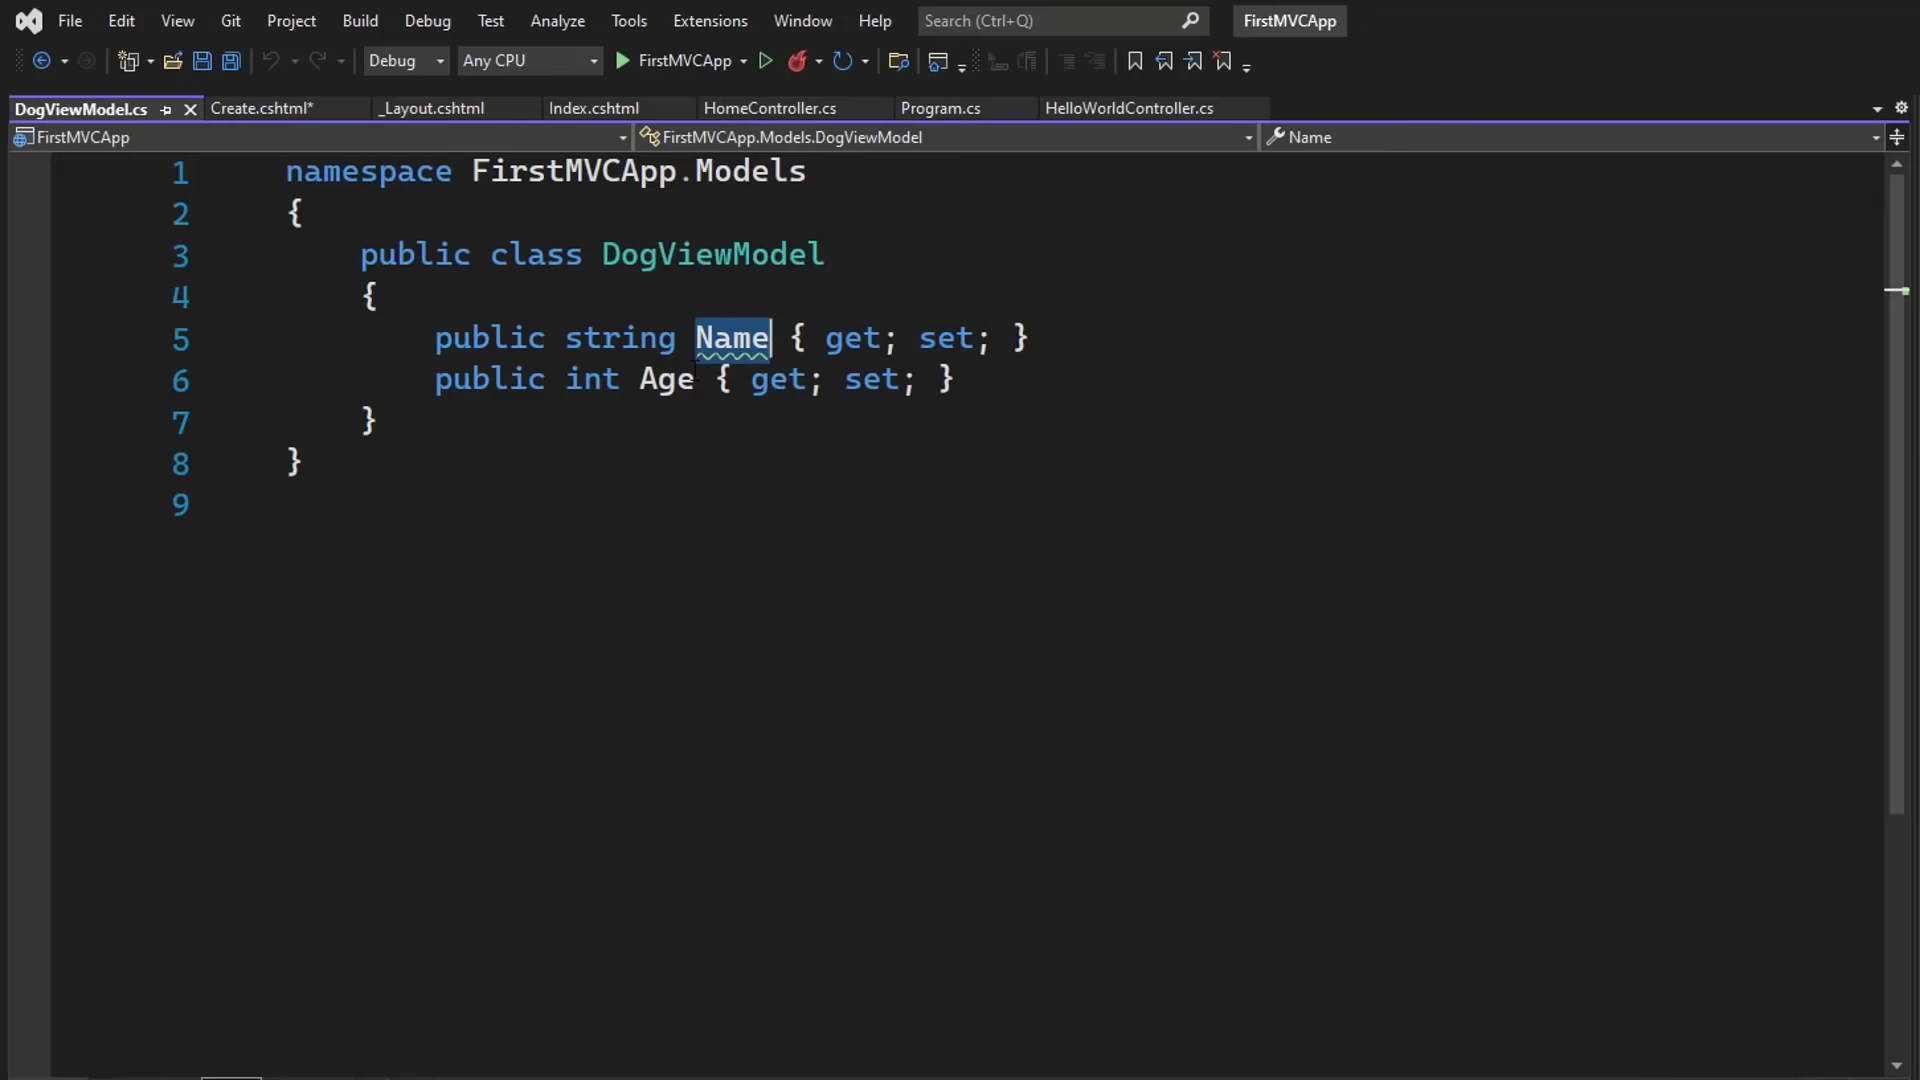 File Edit View Git Project Build Debug Test Analyze Tools Extensions Window Help Search (Ctrl+Q) FirstMVCApp
Debug Any CPU FirstMVCApp
DogViewModel.cs Create.cshtml* _Layout.cshtml Index.cshtml HomeController.cs Program.cs HelloWorldController.cs
FirstMVCApp FirstMVCApp.Models.DogViewModel Name
1 namespace FirstMVCApp.Models
2 {
3 public class DogViewModel
4 {
5 public string Name { get; set; }
6 public int Age { get; set; }
7 }
8 }
9